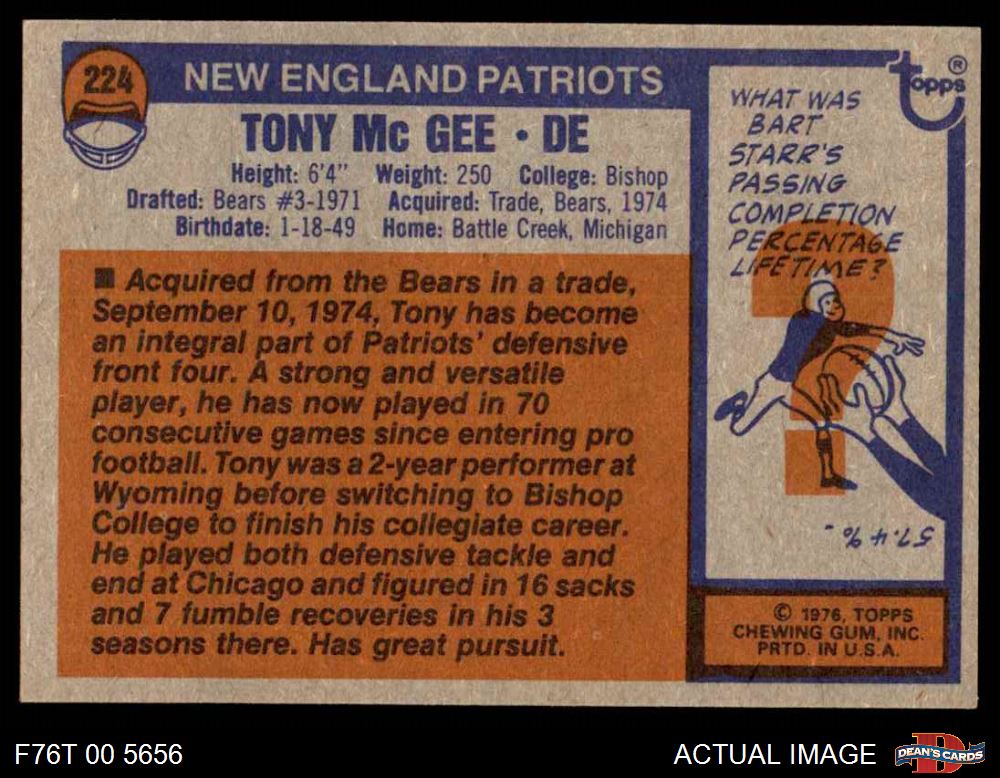 224
NEW ENGLAND PATRIOTS
TONY Mc GEE • DE
Height: 6'4" Weight: 250 College: Bishop
Drafted: Bears #3-1971 Acquired: Trade, Bears, 1974
Birthdate: 1-18-49 Home: Battle Creek, Michigan
■ Acquired from the Bears in a trade,
September 10, 1974, Tony has become
an integral part of Patriots' defensive
front four. A strong and versatile
player, he has now played in 70
consecutive games since entering pro
football. Tony was a 2-year performer at
Wyoming before switching to Bishop
College to finish his collegiate career.
He played both defensive tackle and
end at Chicago and figured in 16 sacks
and 7 fumble recoveries in his 3
seasons there. Has great pursuit.
topps®
WHAT WAS
BART
STARR'S
PASSING
COMPLETION
PERCENTAGE
LIFETIME?
?
57.4%.
© 1976, TOPPS
CHEWING GUM, INC.
PRTD. IN U.S.A.
F76T 00 5656
ACTUAL IMAGE
D
DEAN'S CARDS